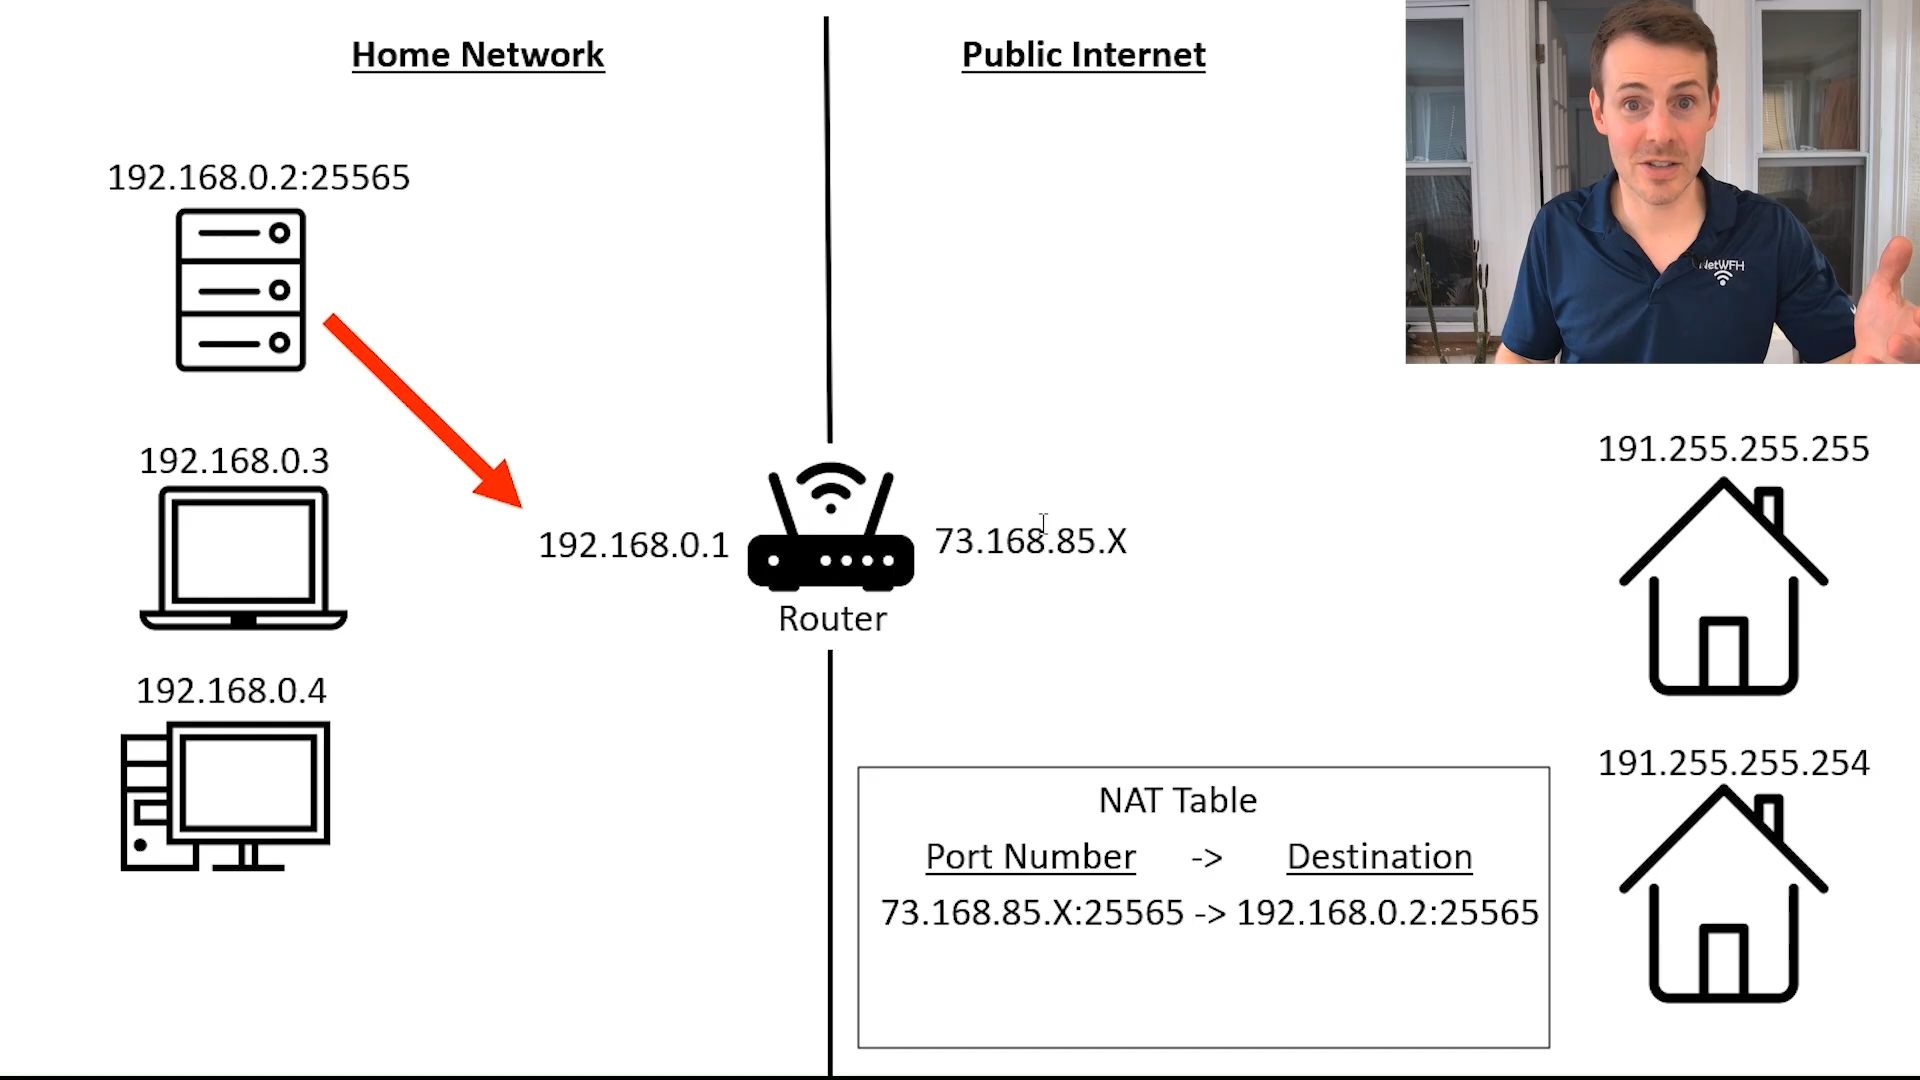 Home Network
Public Internet
192.168.0.2:25565
NetWFH
192.168.0.3
191.255.255.255
192.168.0.1
73.168.85.X
Router
192.168.0.4
191.255.255.254
NAT Table
Port Number -> Destination
73.168.85.X:25565 -> 192.168.0.2:25565